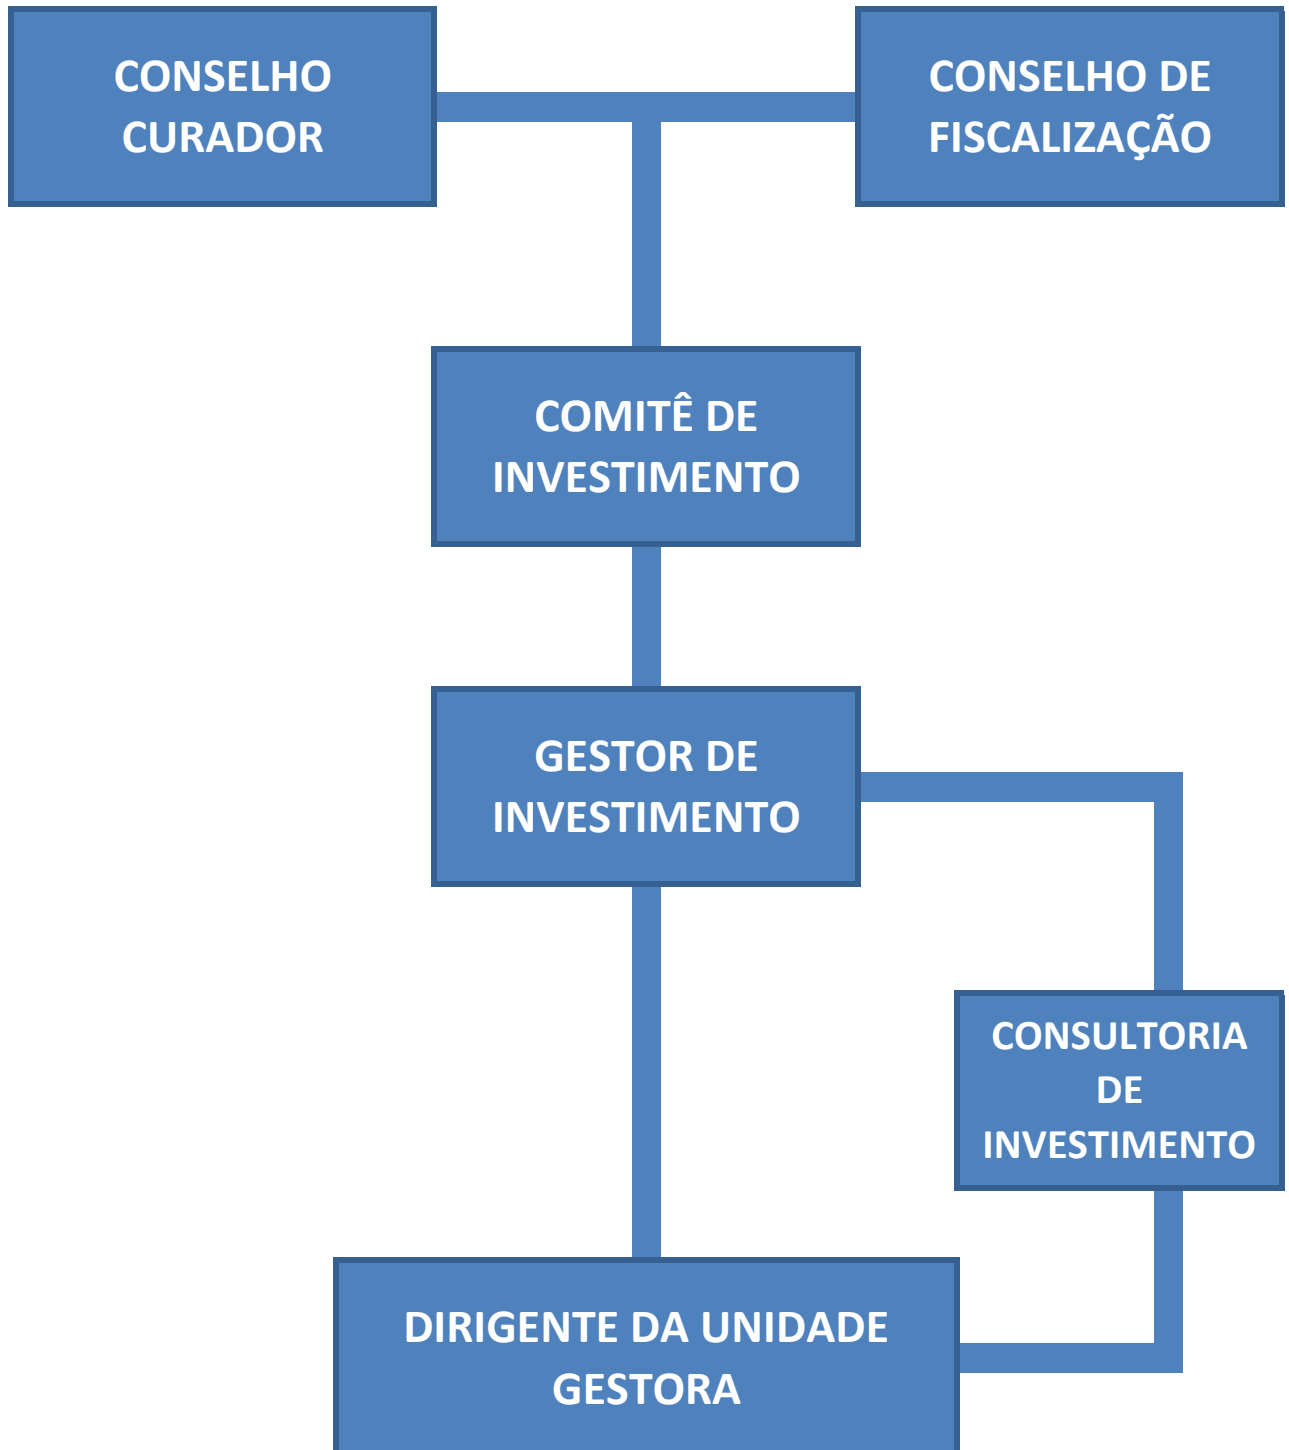 CONSELHO
CURADOR
CONSELHO DE
FISCALIZAÇÃO
COMITÊ DE
INVESTIMENTO
GESTOR DE
INVESTIMENTO
CONSULTORIA
DE
INVESTIMENTO
DIRIGENTE DA UNIDADE
GESTORA